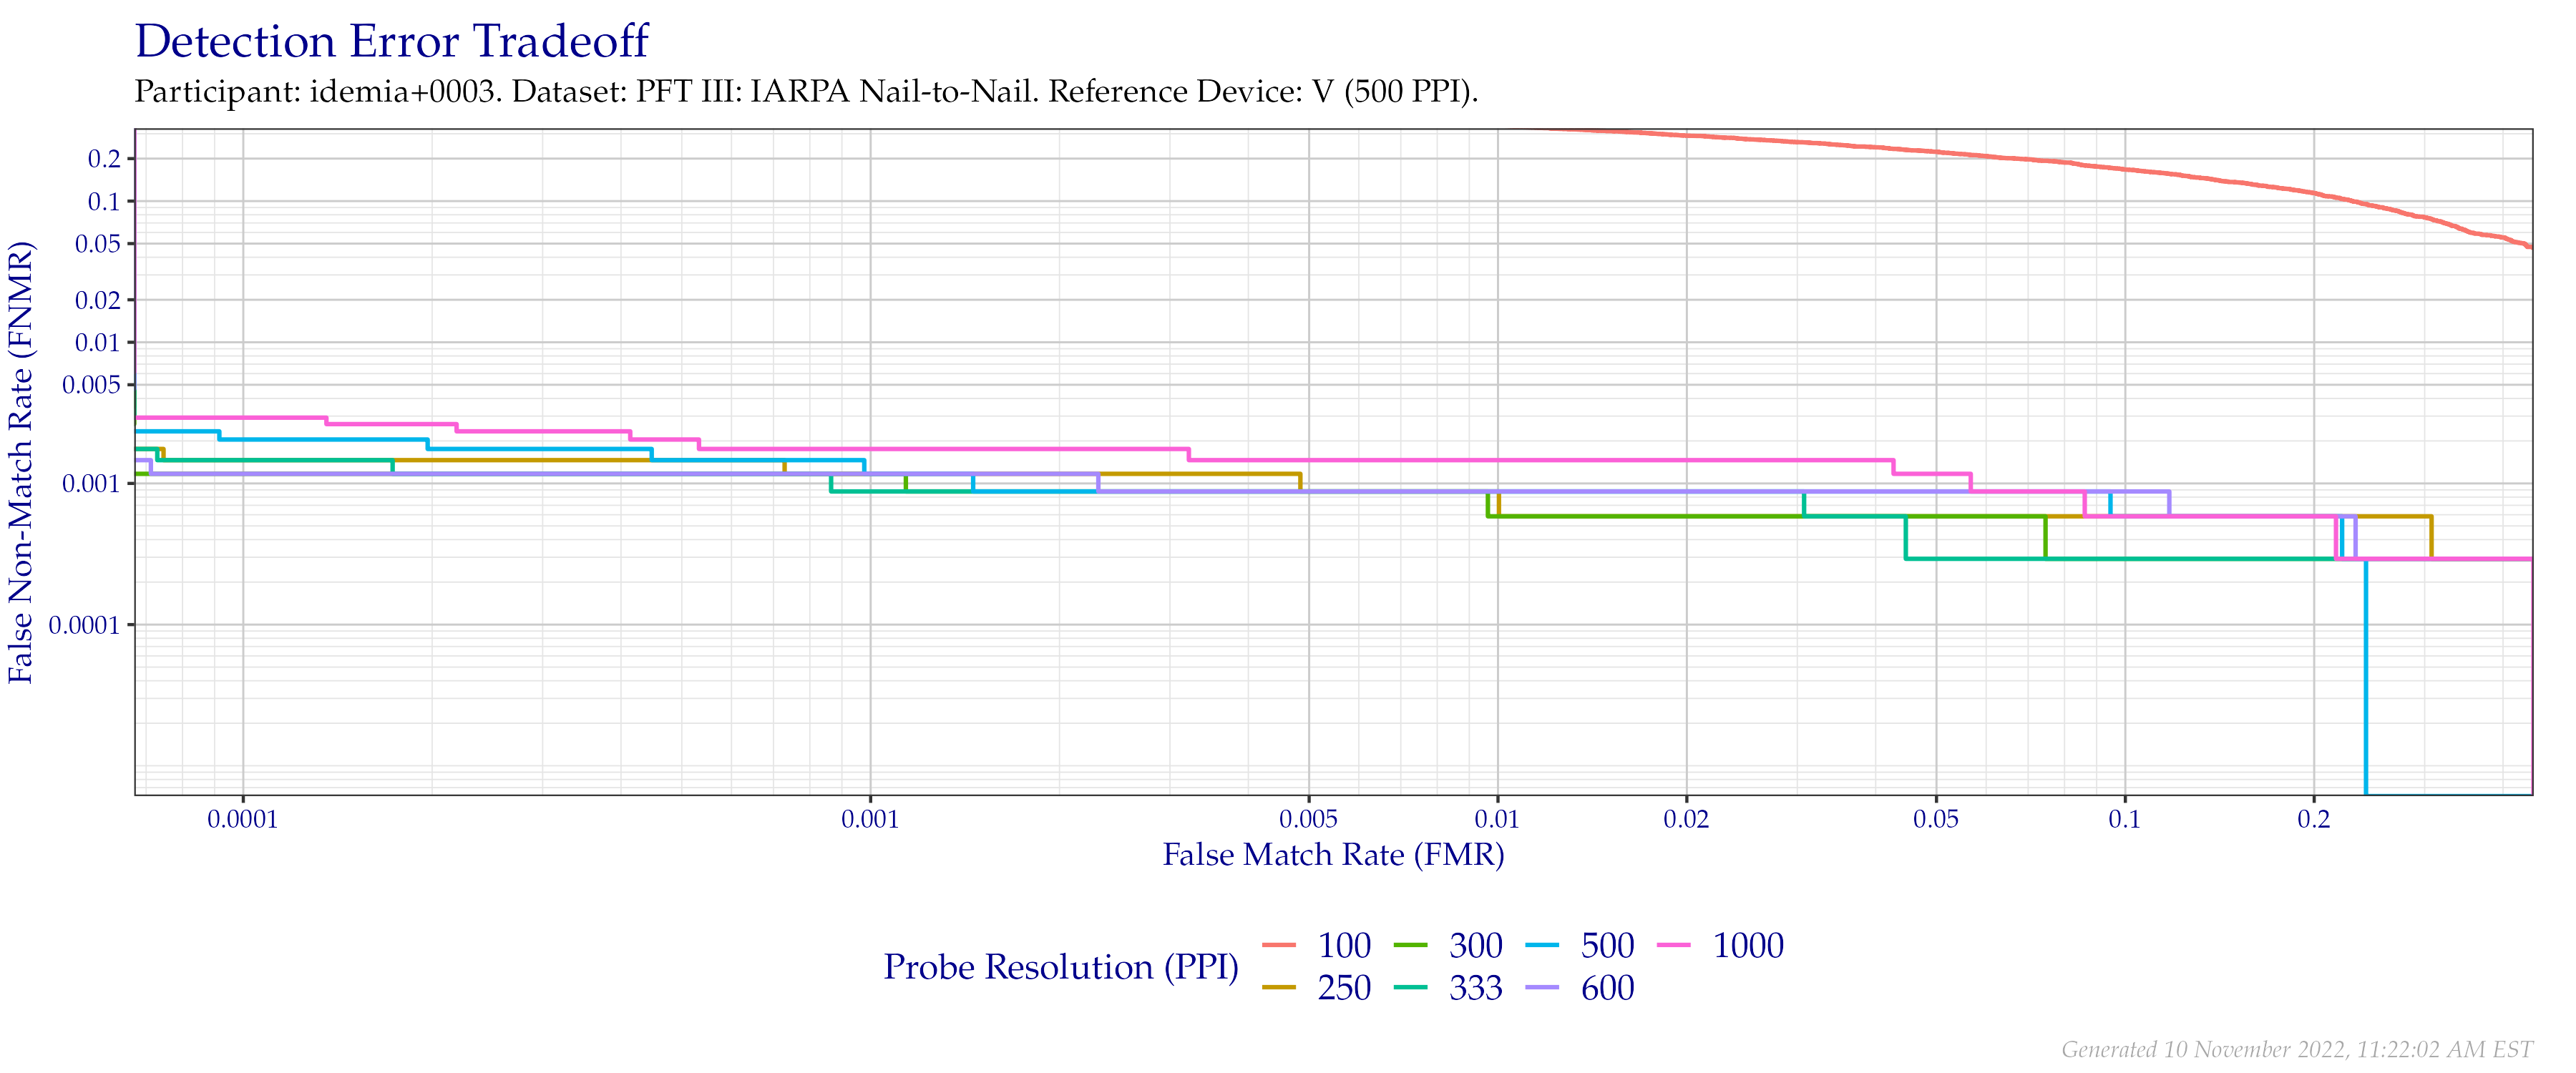 Detection Error Tradeoff
Participant: idemia+0003. Dataset: PFT III: IARPA Nail-to-Nail. Reference Device: V (500 PPI).
False Non-Match Rate (FNMR)
0.2
0.1
0.05
0.02
0.01
0.005
0.001
0.0001
0.0001 0.001 0.005 0.01 0.02 0.05 0.1 0.2
False Match Rate (FMR)
Probe Resolution (PPI)
100 300 500 1000
250 333 600
Generated 10 November 2022, 11:22:02 AM EST